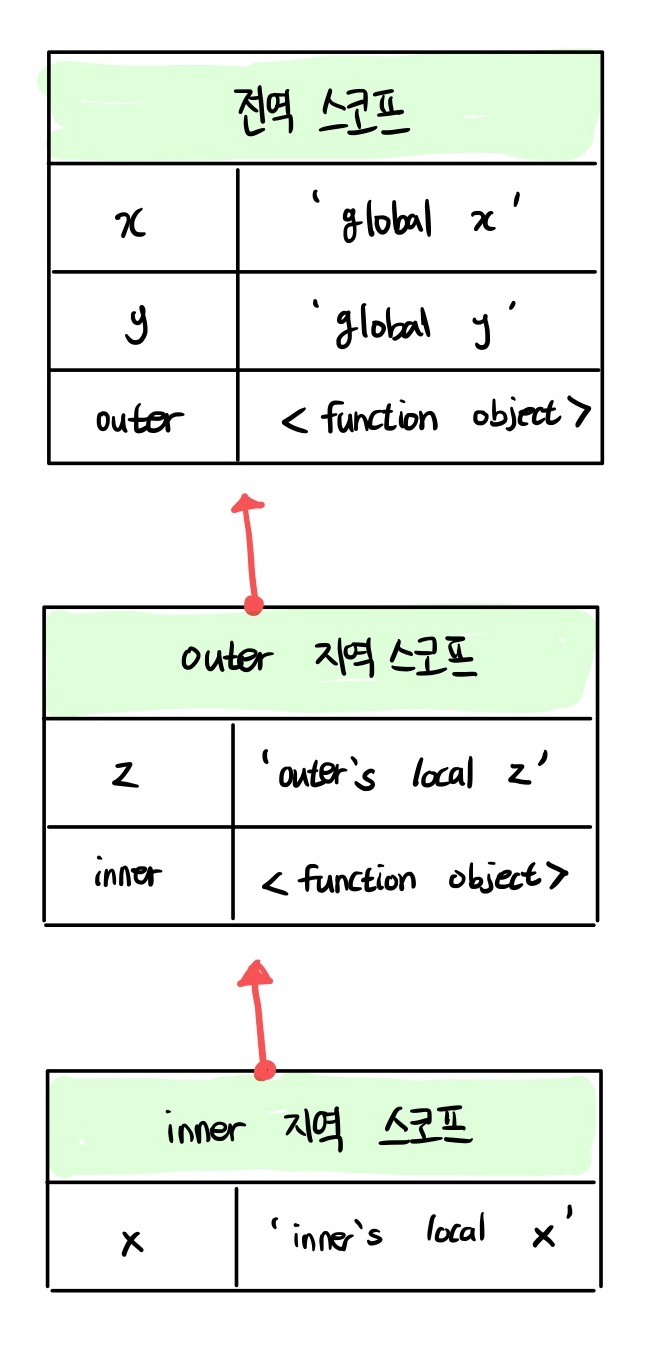 전역 스코프
x 'global x'
y 'global y'
outer <function object>
outer 지역 스코프
z 'outer's local z'
inner <function object>
inner 지역 스코프
x 'inner's local x'